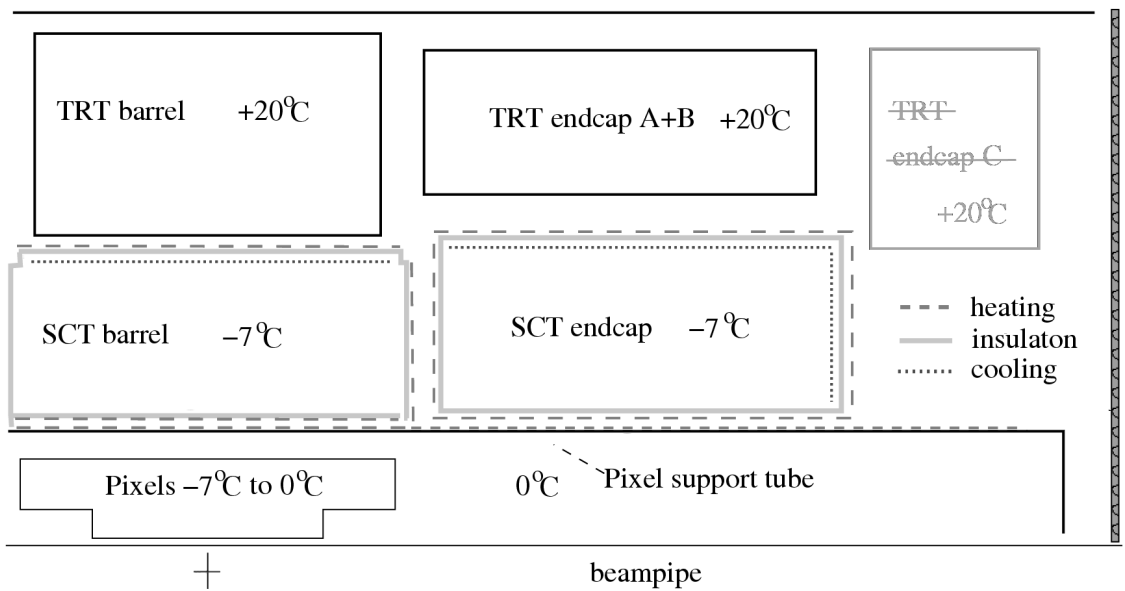 TRT barrel +20°C
TRT endcap A+B +20°C
TRT
endcap C
+20°C
SCT barrel −7°C
SCT endcap −7°C
heating
insulaton
cooling
Pixels −7°C to 0°C
0°C
Pixel support tube
beampipe